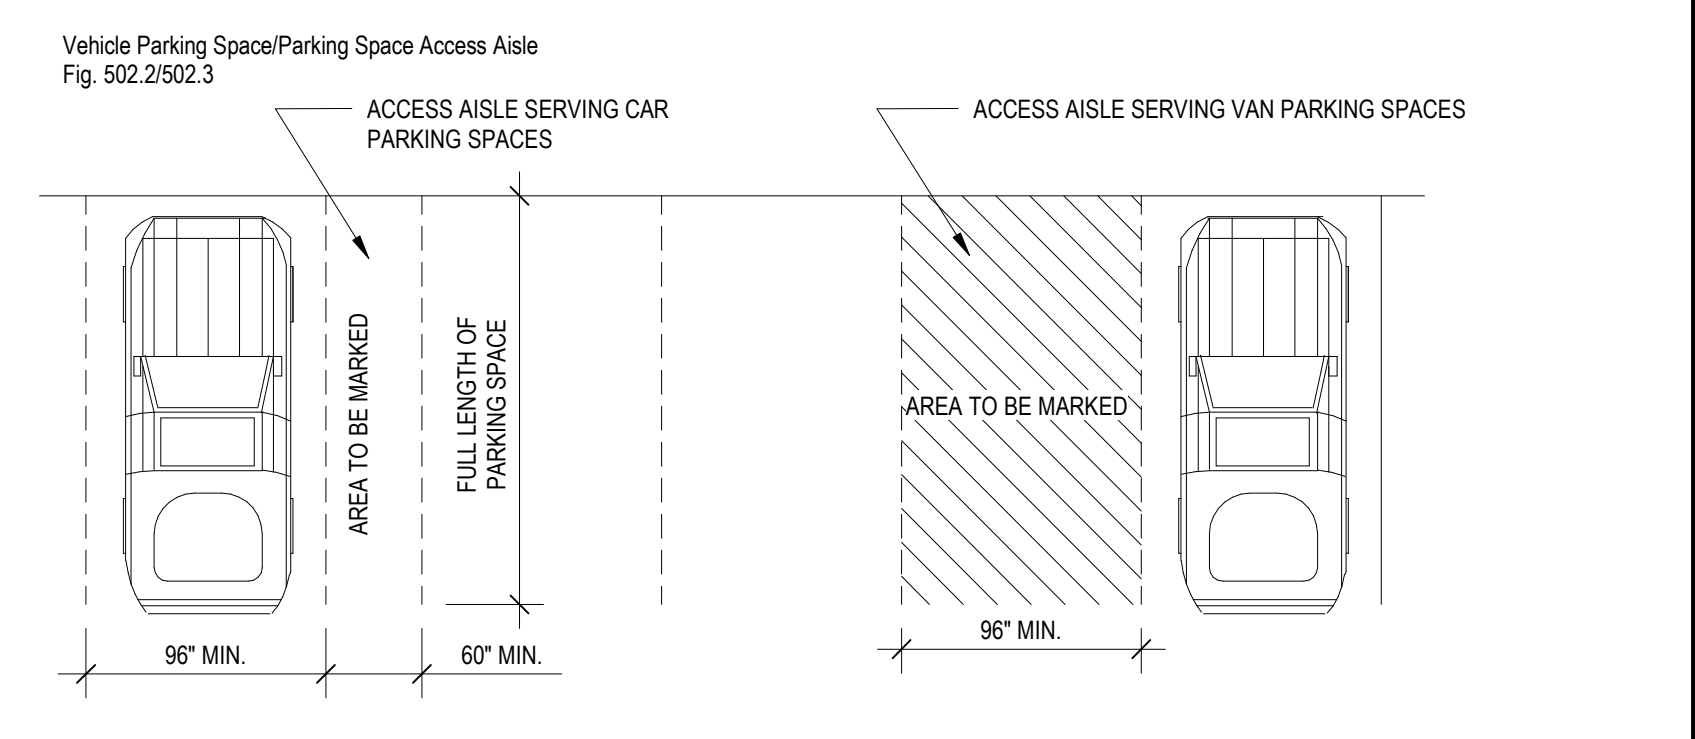 Vehicle Parking Space/Parking Space Access Aisle
Fig. 502.2/502.3
ACCESS AISLE SERVING CAR
PARKING SPACES
ACCESS AISLE SERVING VAN PARKING SPACES
AREA TO BE MARKED
FULL LENGTH OF
PARKING SPACE
AREA TO BE MARKED
96" MIN.
60" MIN.
96" MIN.